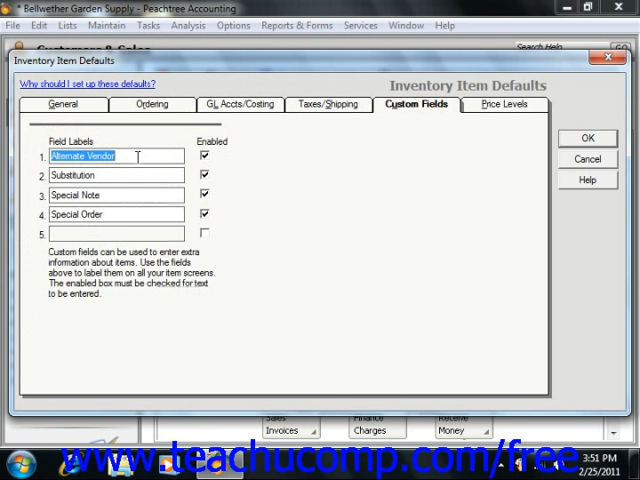 * Bellwether Garden Supply - Peachtree Accounting
File Edit Lists Maintain Tasks Analysis Options Reports & Forms Services Window Help
Customers & Sales
Search Help
GO
Inventory Item Defaults
Why should I set up these defaults?
Inventory Item Defaults
General Ordering GL Accts/Costing Taxes/Shipping Custom Fields Price Levels
Field Labels Enabled
OK
1. Alternate Vendor
Cancel
2. Substitution
Help
3. Special Note
4. Special Order
5.
Custom fields can be used to enter extra
information about items. Use the fields
above to label them on all your item screens.
The enabled box must be checked for text
to be entered.
Sales Finance Receive
Invoices Charges Money
www.teachucomp.com/free
3:51 PM
2/25/2011